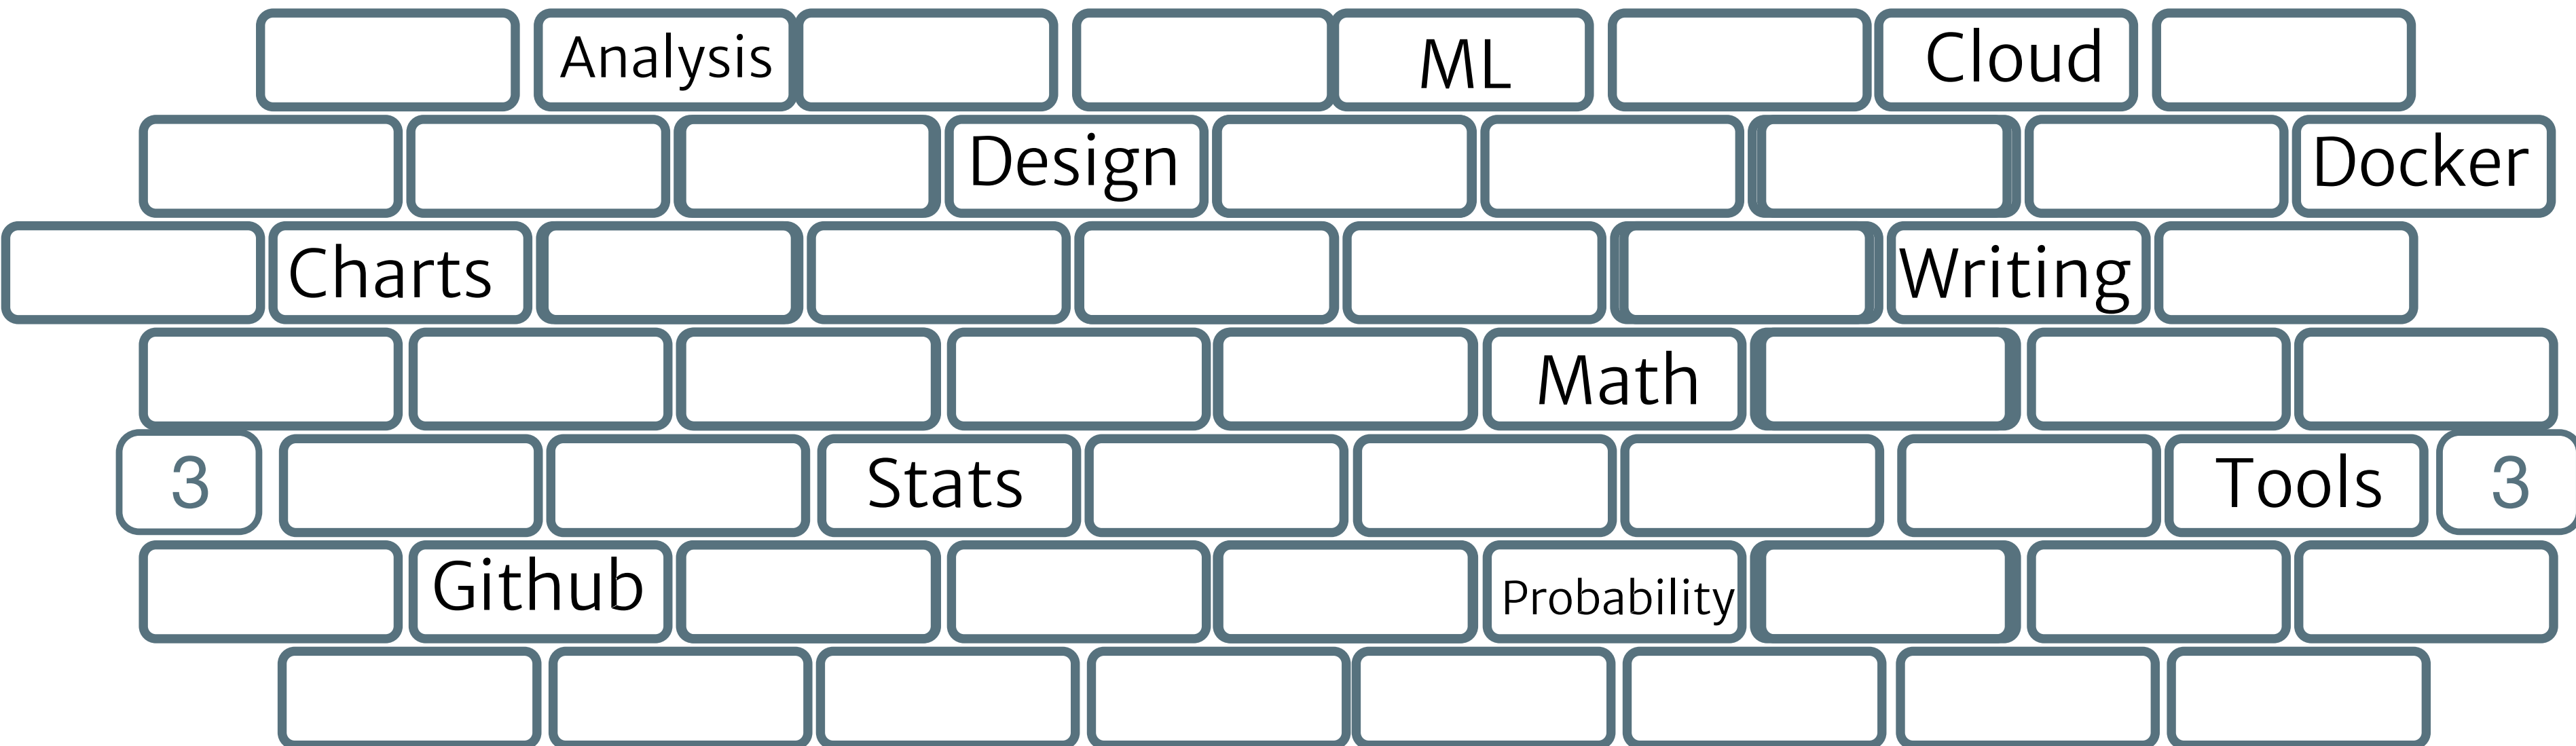 Analysis ML Cloud
Design Docker
Charts Writing
Math
3 Stats Tools 3
Github Probability